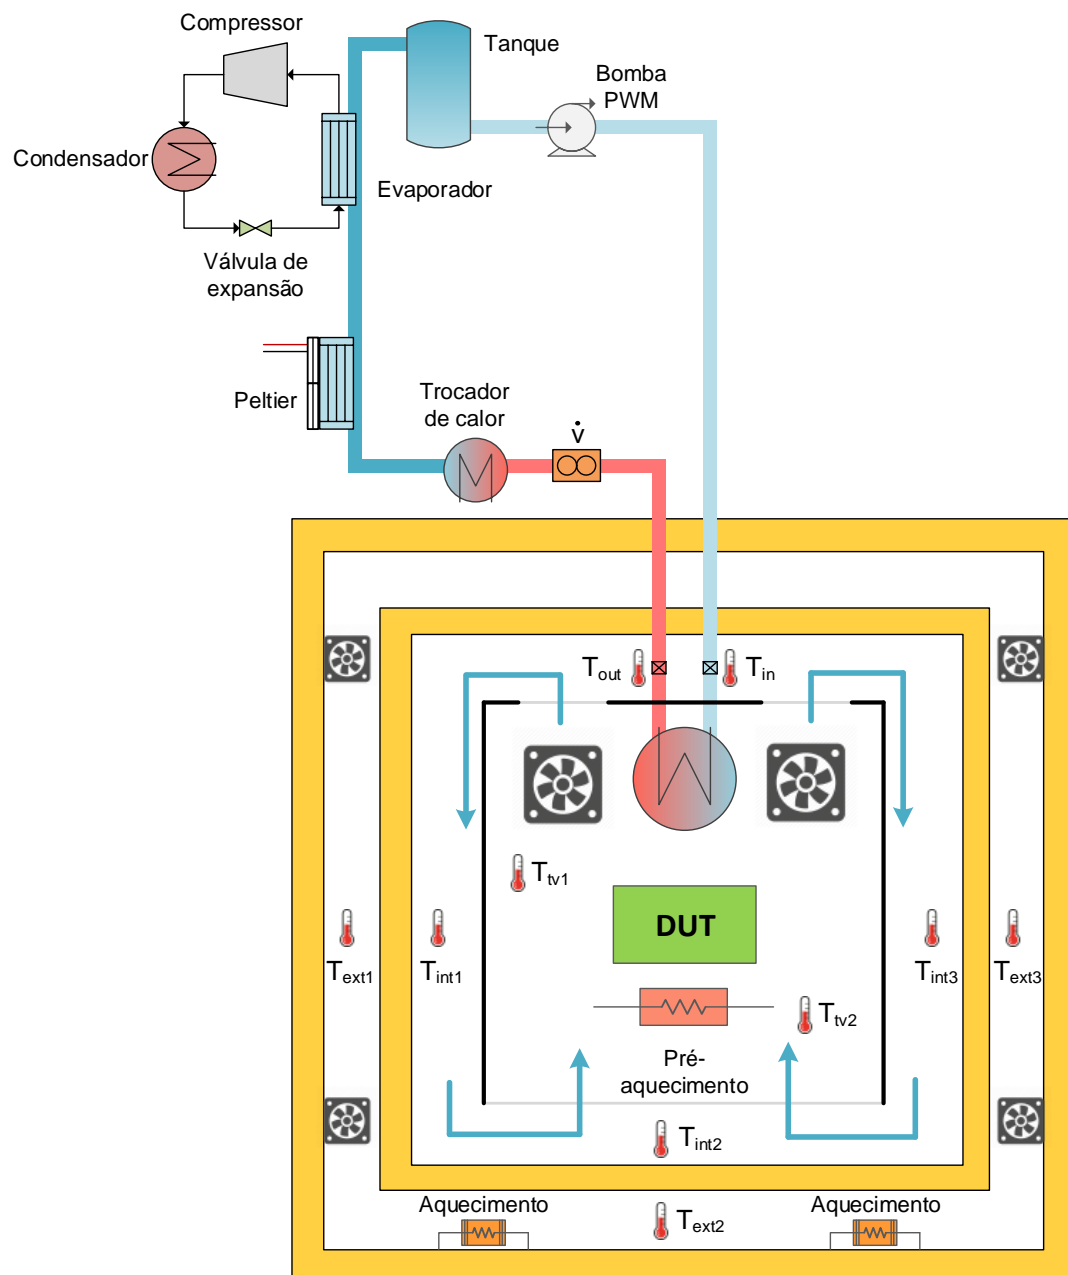 Compressor
Tanque
Bomba
PWM
Condensador
Evaporador
Válvula de
expansão
Peltier
Trocador
de calor
v̇
Tout
Tin
Ttv1
DUT
Text1
Tint1
Tint3
Text3
Ttv2
Pré-
aquecimento
Tint2
Aquecimento
Aquecimento
Text2